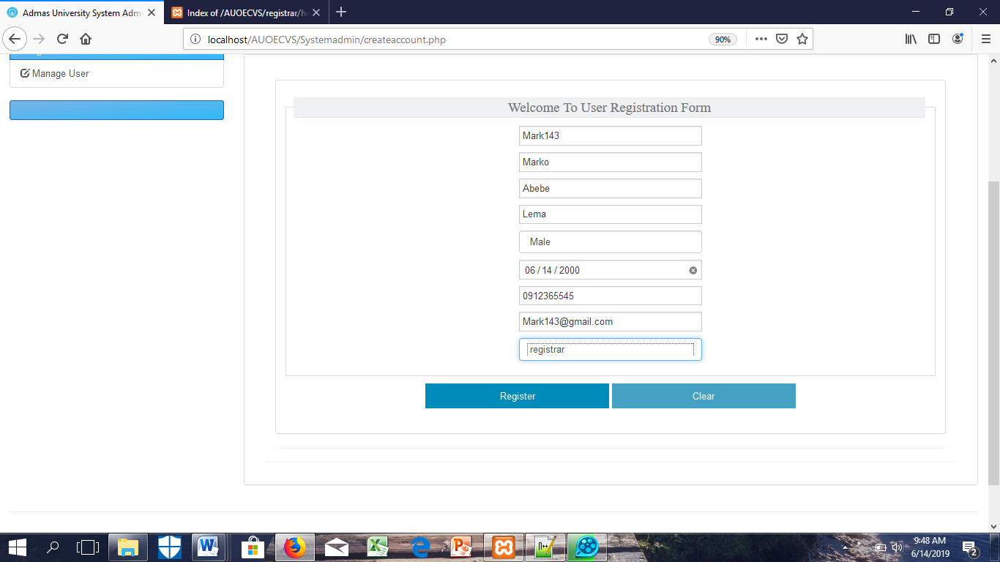 Admas University System Admi
Index of /AUOECVS/registrar/he
localhost/AUOECVS/Systemadmin/createaccount.php
90%
Manage User
Welcome To User Registration Form
Mark143
Marko
Abebe
Lema
Male
06 / 14 / 2000
0912365545
Mark143@gmail.com
registrar
Register
Clear
9:48 AM
6/14/2019
2